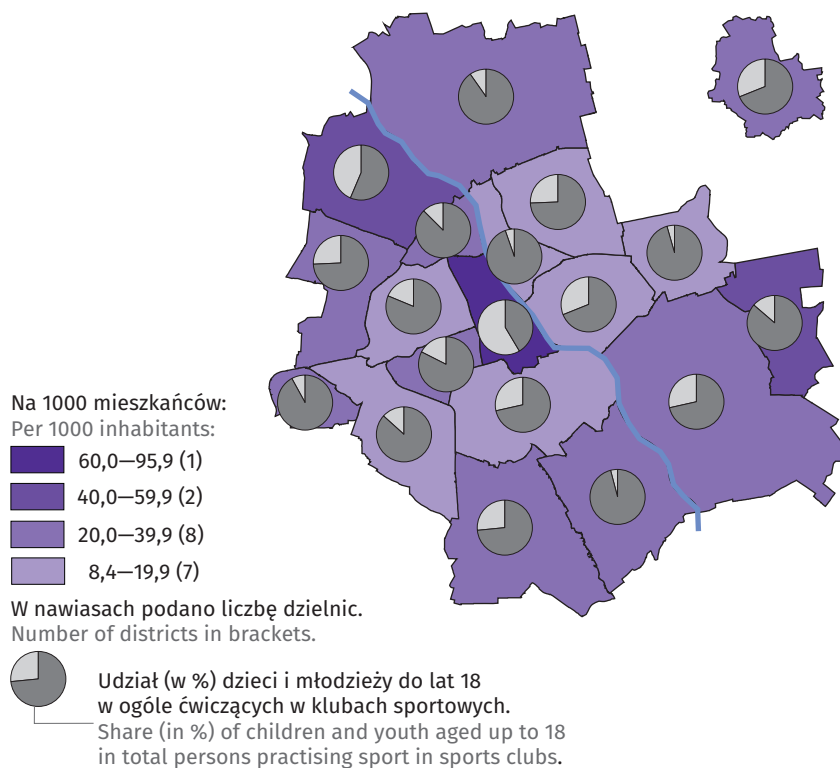 Na 1000 mieszkańców:
Per 1000 inhabitants:
60,0—95,9 (1)
40,0—59,9 (2)
20,0—39,9 (8)
8,4—19,9 (7)
W nawiasach podano liczbę dzielnic.
Number of districts in brackets.
Udział (w %) dzieci i młodzieży do lat 18
w ogóle ćwiczących w klubach sportowych.
Share (in %) of children and youth aged up to 18
in total persons practising sport in sports clubs.